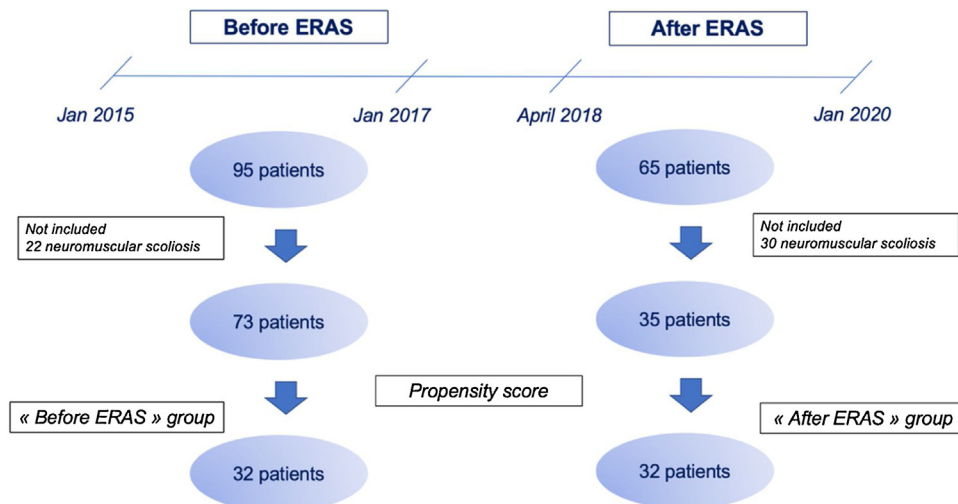 Before ERAS
After ERAS
Jan 2015
Jan 2017
April 2018
Jan 2020
95 patients
65 patients
Not included
22 neuromuscular scoliosis
Not included
30 neuromuscular scoliosis
73 patients
35 patients
Propensity score
« Before ERAS » group
« After ERAS » group
32 patients
32 patients